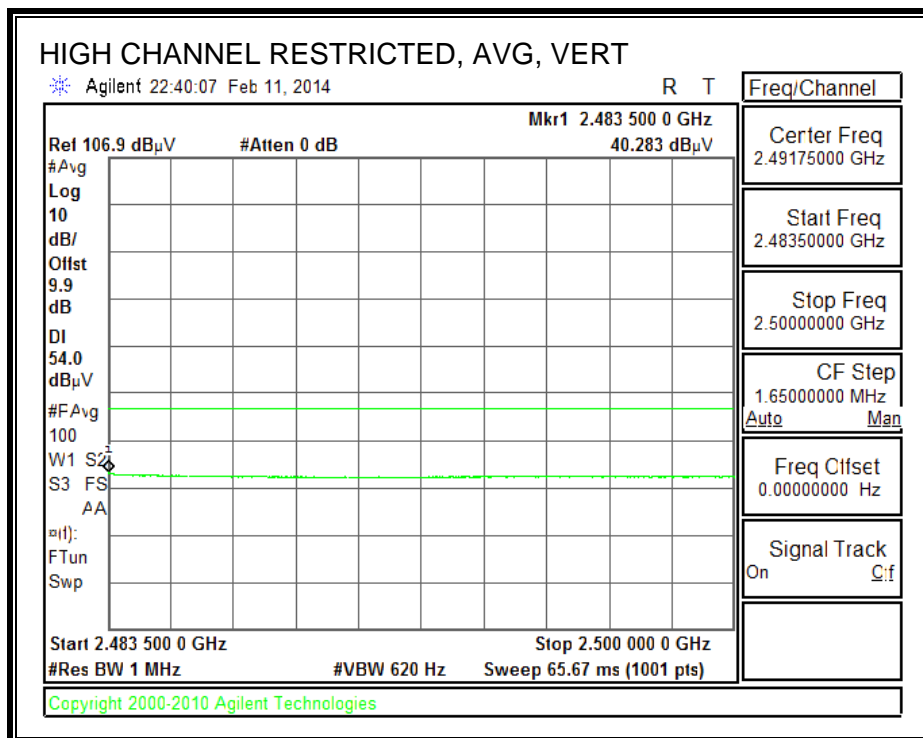 HIGH CHANNEL RESTRICTED, AVG, VERT
Agilent 22:40:07 Feb 11, 2014
R T
Mkr1 2.483 500 0 GHz
Ref 106.9 dBµV #Atten 0 dB 40.283 dBµV
#Avg
Log
10
dB/
Offst
9.9
dB
DI
54.0
dBµV
#FAvg
100
W1 S2
S3 FS
AA
¤(f):
FTun
Swp
1
Start 2.483 500 0 GHz Stop 2.500 000 0 GHz
#Res BW 1 MHz #VBW 620 Hz Sweep 65.67 ms (1001 pts)
Freq/Channel
Center Freq
2.49175000 GHz
Start Freq
2.48350000 GHz
Stop Freq
2.50000000 GHz
CF Step
1.65000000 MHz
Auto Man
Freq Offset
0.00000000 Hz
Signal Track
On Off
Copyright 2000-2010 Agilent Technologies